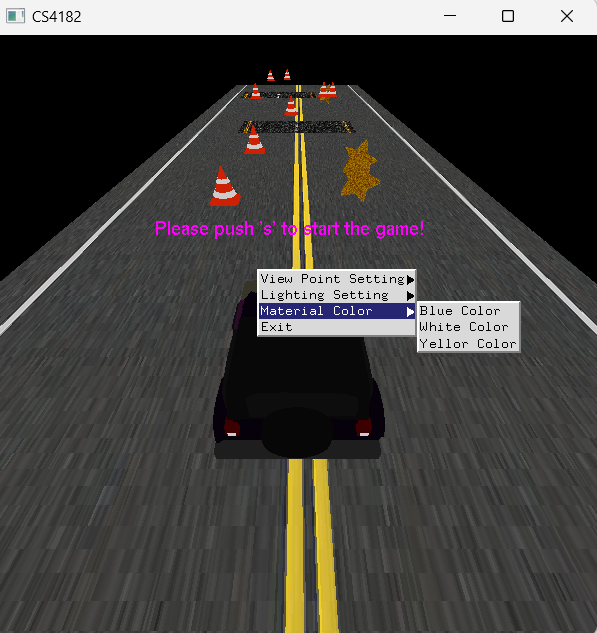 CS4182
Please push 's' to start the game!
View Point Setting
Lighting Setting
Material Color
Exit
Blue Color
White Color
Yellor Color